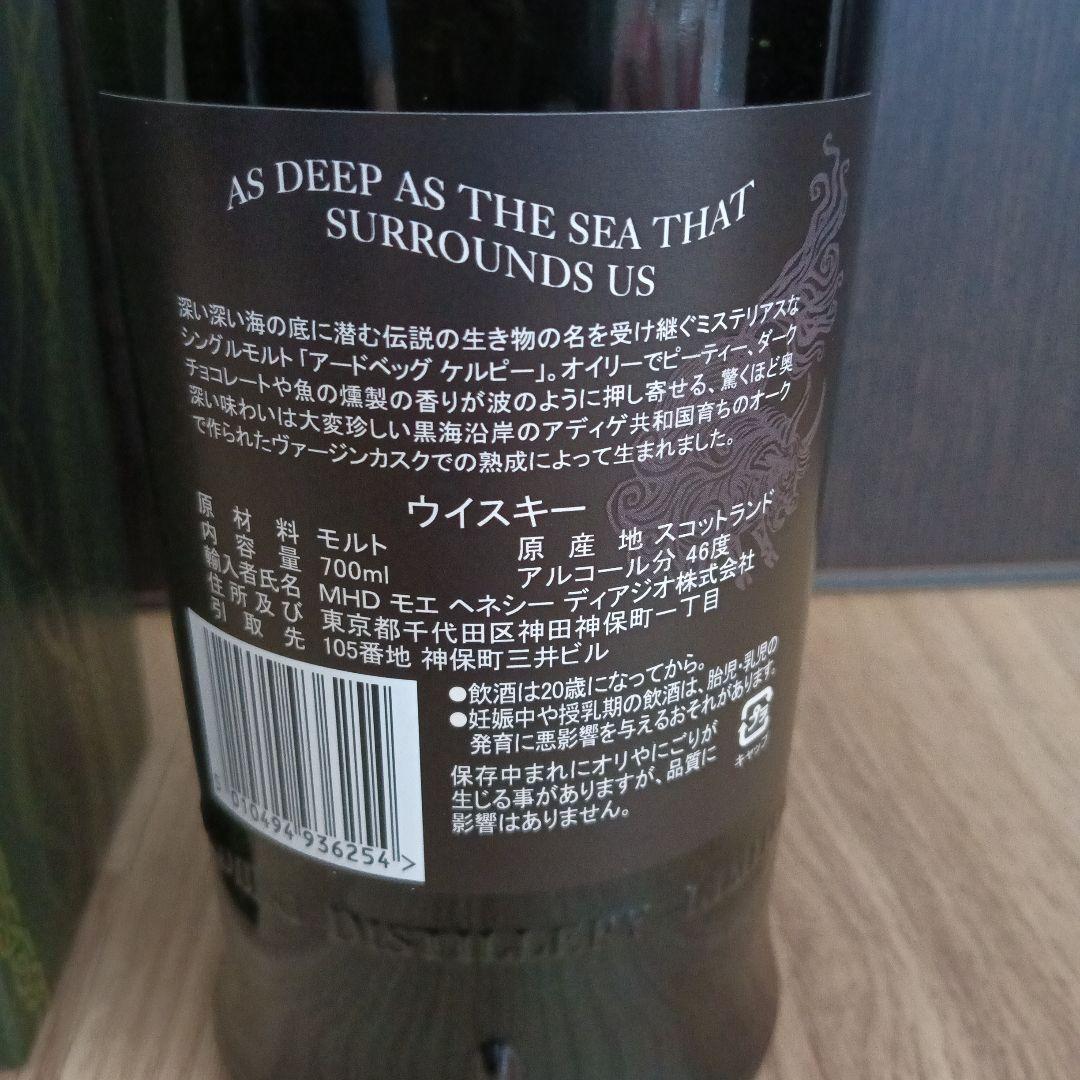 AS DEEP AS THE SEA THAT
SURROUNDS US
深い深い海の底に潜む伝説の生き物の名を受け継ぐミステリアスな
シングルモルト「アードベッグ ケルピー」。オイリーでピーティー、ダーク
チョコレートや魚の燻製の香りが波のように押し寄せる、驚くほど奥
深い味わいは大変珍しい黒海沿岸のアディゲ共和国育ちのオーク
で作られたヴァージンカスクでの熟成によって生まれました。
ウイスキー
原材料 モルト 原産地 スコットランド
内容量 700ml アルコール分 46度
輸入者氏名 MHD モエ ヘネシー ディアジオ株式会社
住所及び 東京都千代田区神田神保町一丁目
引取先 105番地 神保町三井ビル
●飲酒は20歳になってから。
●妊娠中や授乳期の飲酒は、胎児・乳児の
発育に悪影響を与えるおそれがあります。
プラ
キャップ
保存中まれにオリやにごりが
生じる事がありますが、品質に
影響はありません。
5 010494 936254 >
DISTILLERY